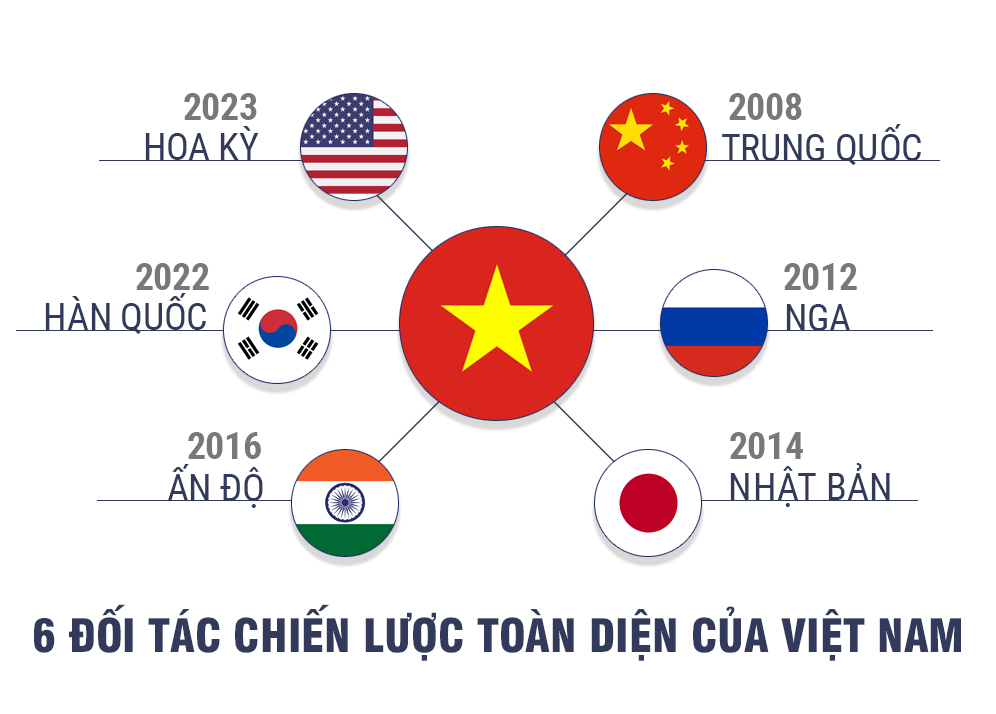 2023
HOA KỲ
2008
TRUNG QUỐC
2022
HÀN QUỐC
2012
NGA
2016
ẤN ĐỘ
2014
NHẬT BẢN
6 ĐỐI TÁC CHIẾN LƯỢC TOÀN DIỆN CỦA VIỆT NAM